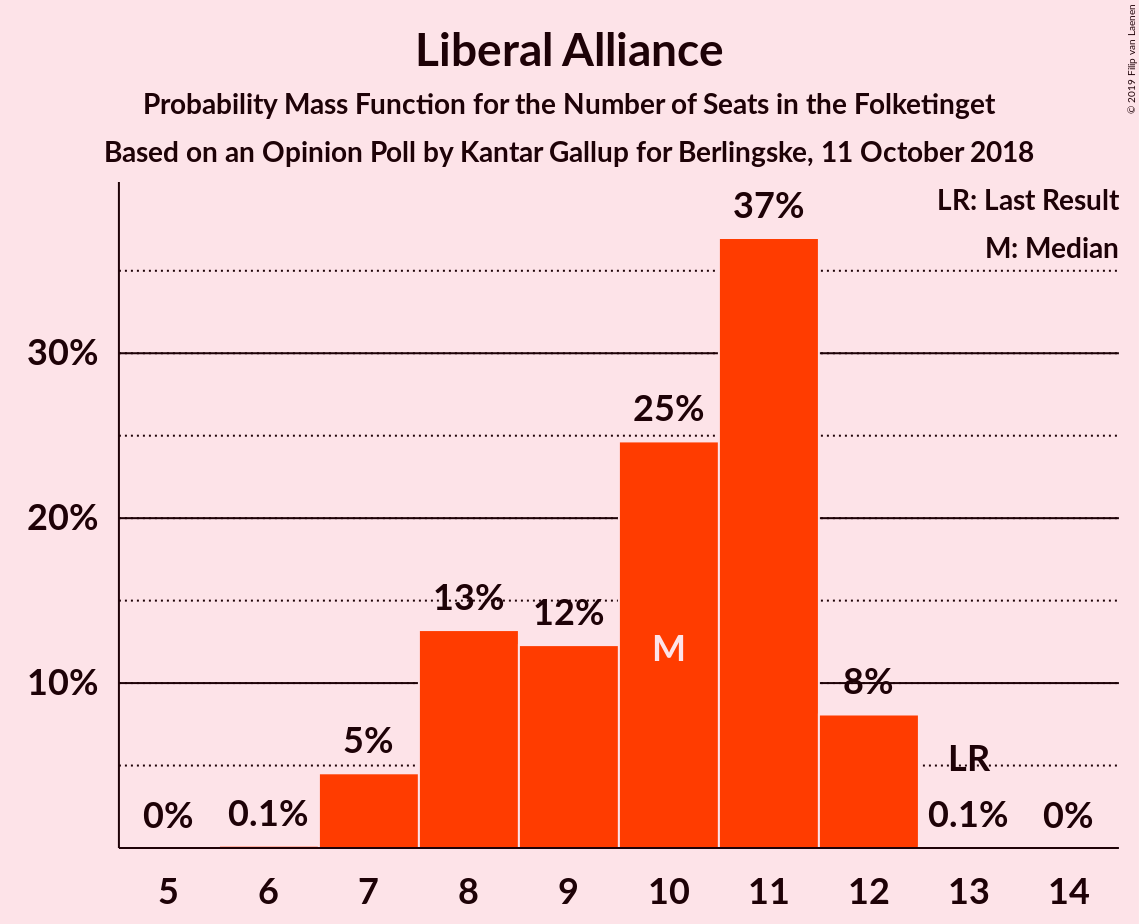 Liberal Alliance
Probability Mass Function for the Number of Seats in the Folketinget
Based on an Opinion Poll by Kantar Gallup for Berlingske, 11 October 2018
© 2019 Filip van Laenen
LR: Last Result
M: Median
30%
20%
10%
0%
0.1%
5%
13%
12%
25%
M
37%
8%
LR
0.1%
0%
5
6
7
8
9
10
11
12
13
14